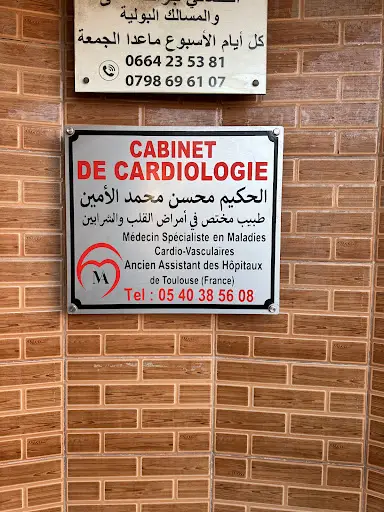 والمسالك البولية
كل أيام الأسبوع ماعدا الجمعة
0664 23 53 81
0798 69 61 07
CABINET
DE CARDIOLOGIE
الحكيم محسن محمد الأمين
طبيب مختص في أمراض القلب والشرايين
Médecin Spécialiste en Maladies
Cardio-Vasculaires
Ancien Assistant des Hôpitaux
de Toulouse (France)
Tel : 05 40 38 56 08